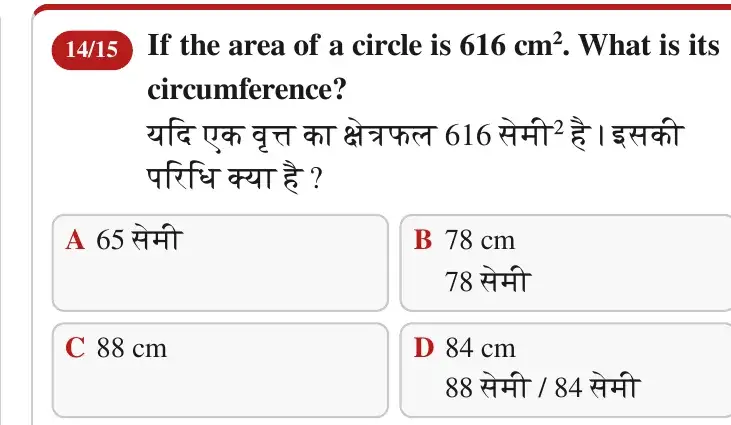 14/15 If the area of a circle is 616 cm². What is its
circumference?
यदि एक वृत्त का क्षेत्रफल 616 सेमी² है। इसकी
परिधि क्या है ?
A 65 सेमी
B 78 cm
78 सेमी
C 88 cm
D 84 cm
88 सेमी / 84 सेमी